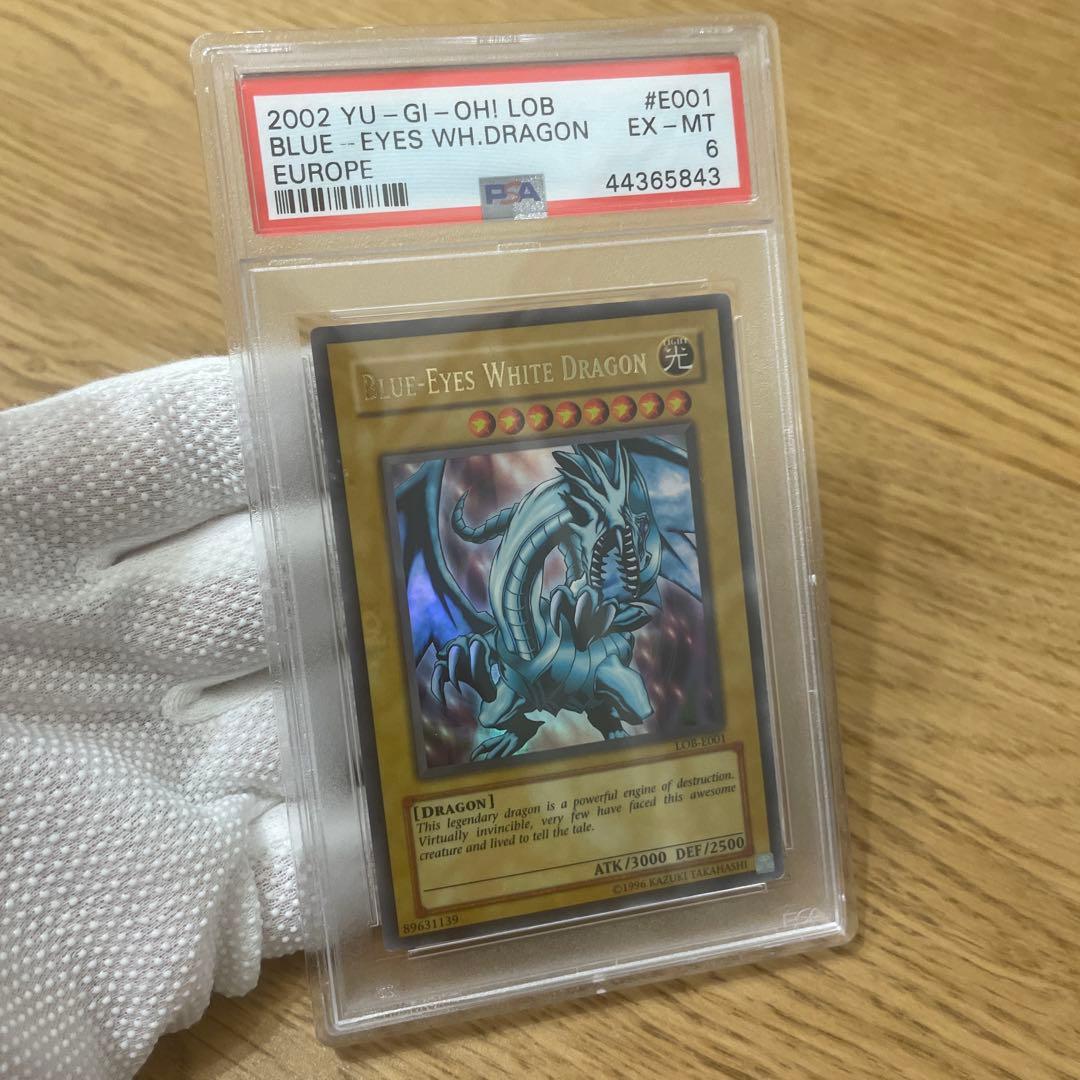 2002 YU-GI-OH! LOB #E001
BLUE-EYES WH.DRAGON EX-MT
EUROPE 6
PSA 44365843
BLUE-EYES WHITE DRAGON
LIGHT
光
LOB-E001
[DRAGON]
This legendary dragon is a powerful engine of destruction.
Virtually invincible, very few have faced this awesome
creature and lived to tell the tale.
ATK/3000 DEF/2500
89631139 ©1996 KAZUKI TAKAHASHI